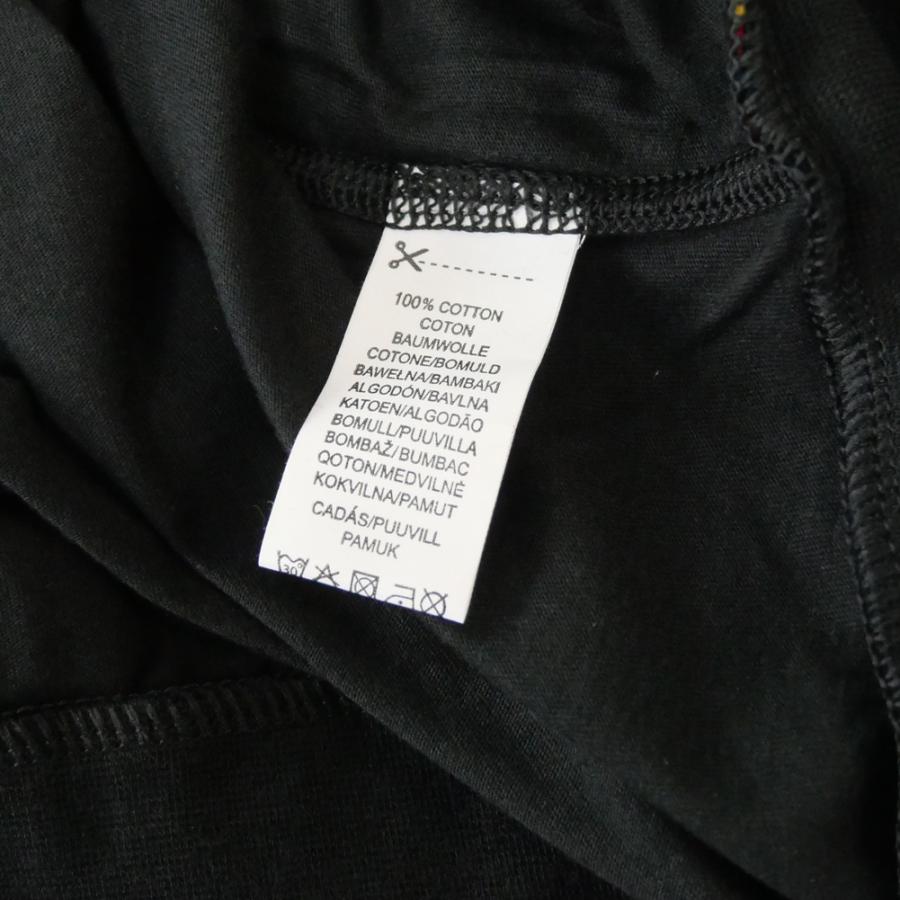 100% COTTON
COTON
BAUMWOLLE
COTONE/BOMULD
BAWEŁNA/BAMBAKI
ALGODÓN/BAVLNA
KATOEN/ALGODÃO
BOMULL/PUUVILLA
BOMBAŽ/BUMBAC
QOTON/MEDVILNĖ
KOKVILNA/PAMUT
CADÁS/PUUVILL
PAMUK
30°